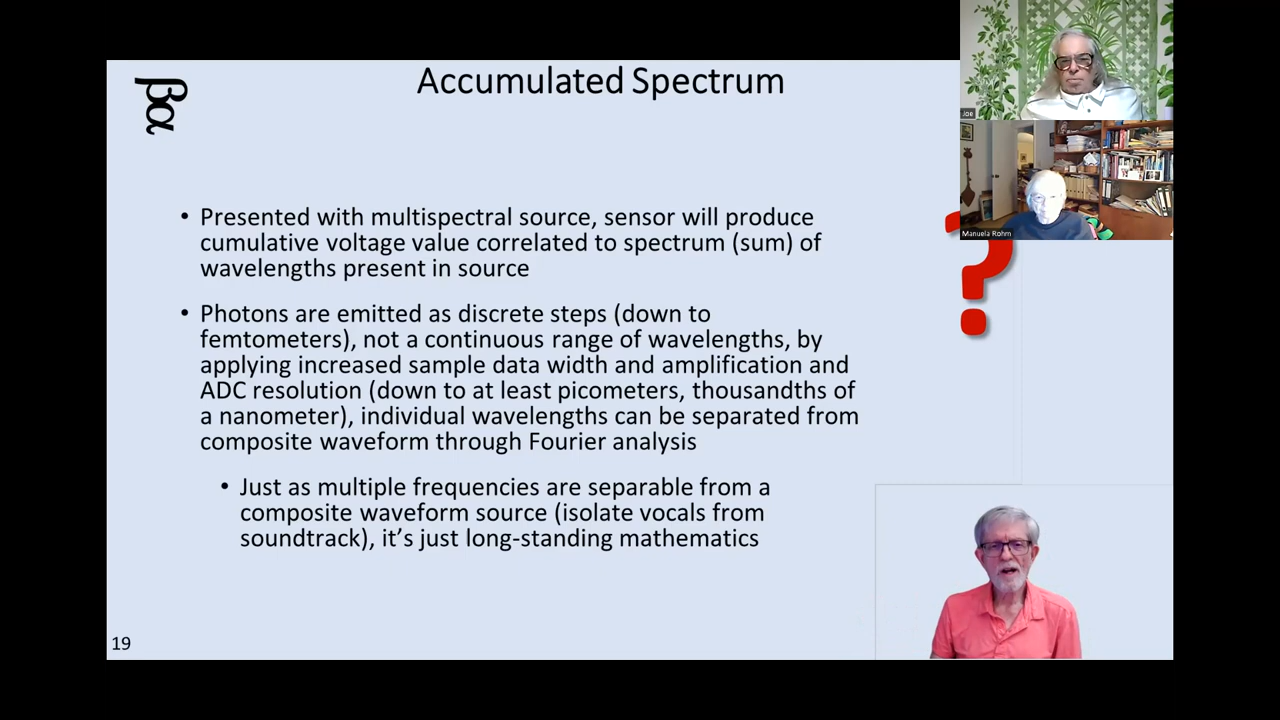 Accumulated Spectrum
βα
Joe
Manuela Rohm
• Presented with multispectral source, sensor will produce
cumulative voltage value correlated to spectrum (sum) of
wavelengths present in source
?
• Photons are emitted as discrete steps (down to
femtometers), not a continuous range of wavelengths, by
applying increased sample data width and amplification and
ADC resolution (down to at least picometers, thousandths of
a nanometer), individual wavelengths can be separated from
composite waveform through Fourier analysis
• Just as multiple frequencies are separable from a
composite waveform source (isolate vocals from
soundtrack), it’s just long-standing mathematics
19